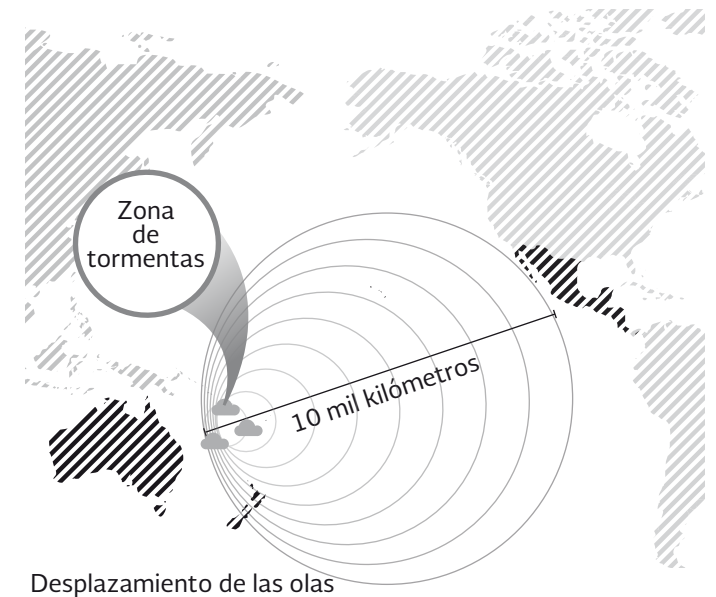 Zona
de
tormentas
10 mil kilómetros
Desplazamiento de las olas